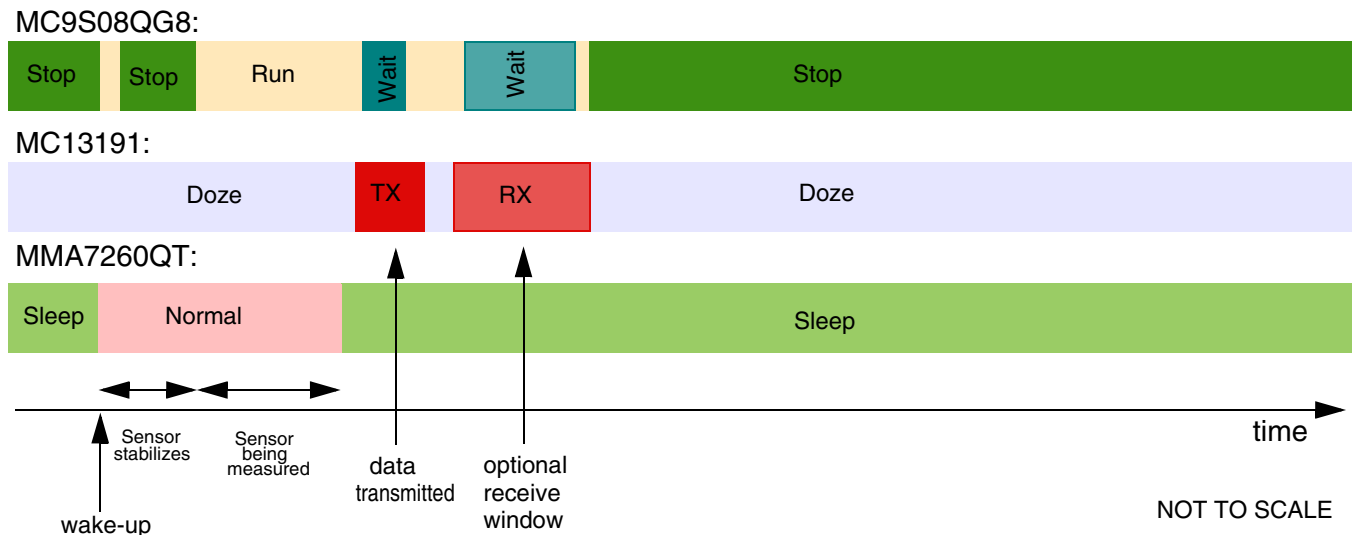 MC9S08QG8:
Stop
Stop
Run
Wait
Wait
Stop
MC13191:
Doze
TX
RX
Doze
MMA7260QT:
Sleep
Normal
Sleep
time
Sensor
stabilizes
Sensor
being
measured
data
transmitted
optional
receive
window
wake-up
NOT TO SCALE